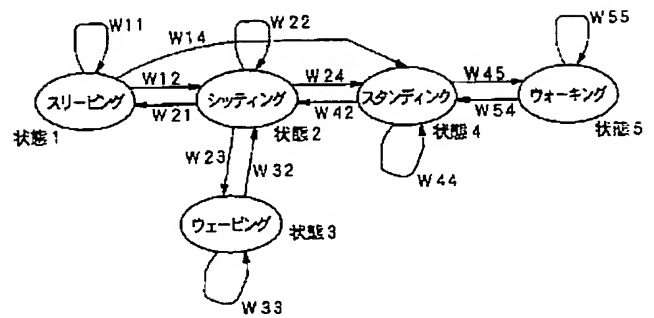 W11
W14
W22
W55
W12
W24
W45
スリーピング
シッティング
スタンディング
ウォーキング
W21
W42
W54
状態1
状態2
状態4
状態5
W23
W32
W44
ウェービング
状態3
W33